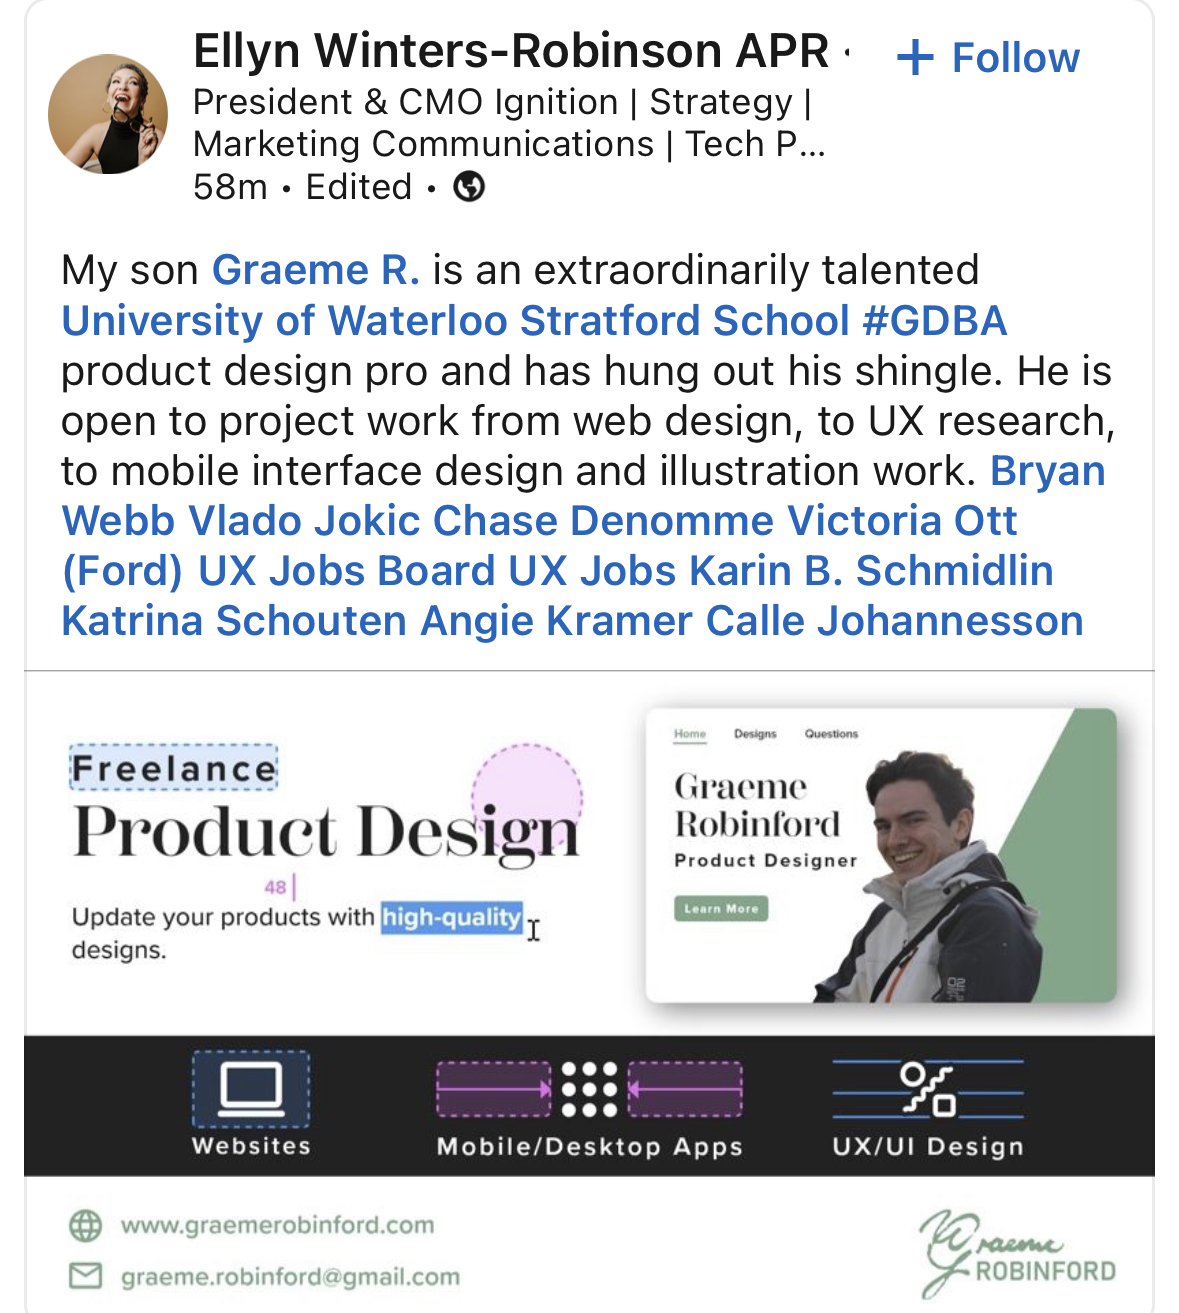 Ellyn Winters-Robinson APR •
+ Follow
President & CMO Ignition | Strategy |
Marketing Communications | Tech P...
58m • Edited •
My son Graeme R. is an extraordinarily talented
University of Waterloo Stratford School #GDBA
product design pro and has hung out his shingle. He is
open to project work from web design, to UX research,
to mobile interface design and illustration work. Bryan
Webb Vlado Jokic Chase Denomme Victoria Ott
(Ford) UX Jobs Board UX Jobs Karin B. Schmidlin
Katrina Schouten Angie Kramer Calle Johannesson
Freelance
Product Design
48
Update your products with high-quality
designs.
Home Designs Questions
Graeme
Robinford
Product Designer
Learn More
Websites
Mobile/Desktop Apps
UX/UI Design
www.graemerobinford.com
graeme.robinford@gmail.com
Graeme
ROBINFORD